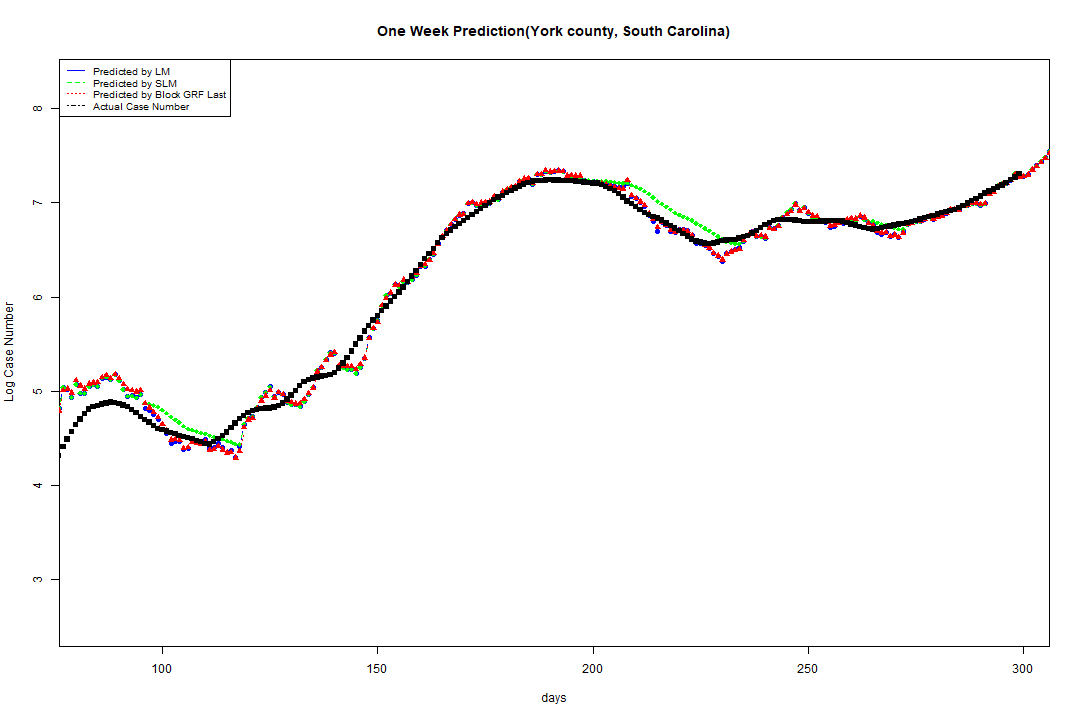 One Week Prediction(York county, South Carolina)
Predicted by LM
Predicted by SLM
Predicted by Block GRF Last
Actual Case Number
8
7
6
5
4
3
Log Case Number
100 150 200 250 300
days